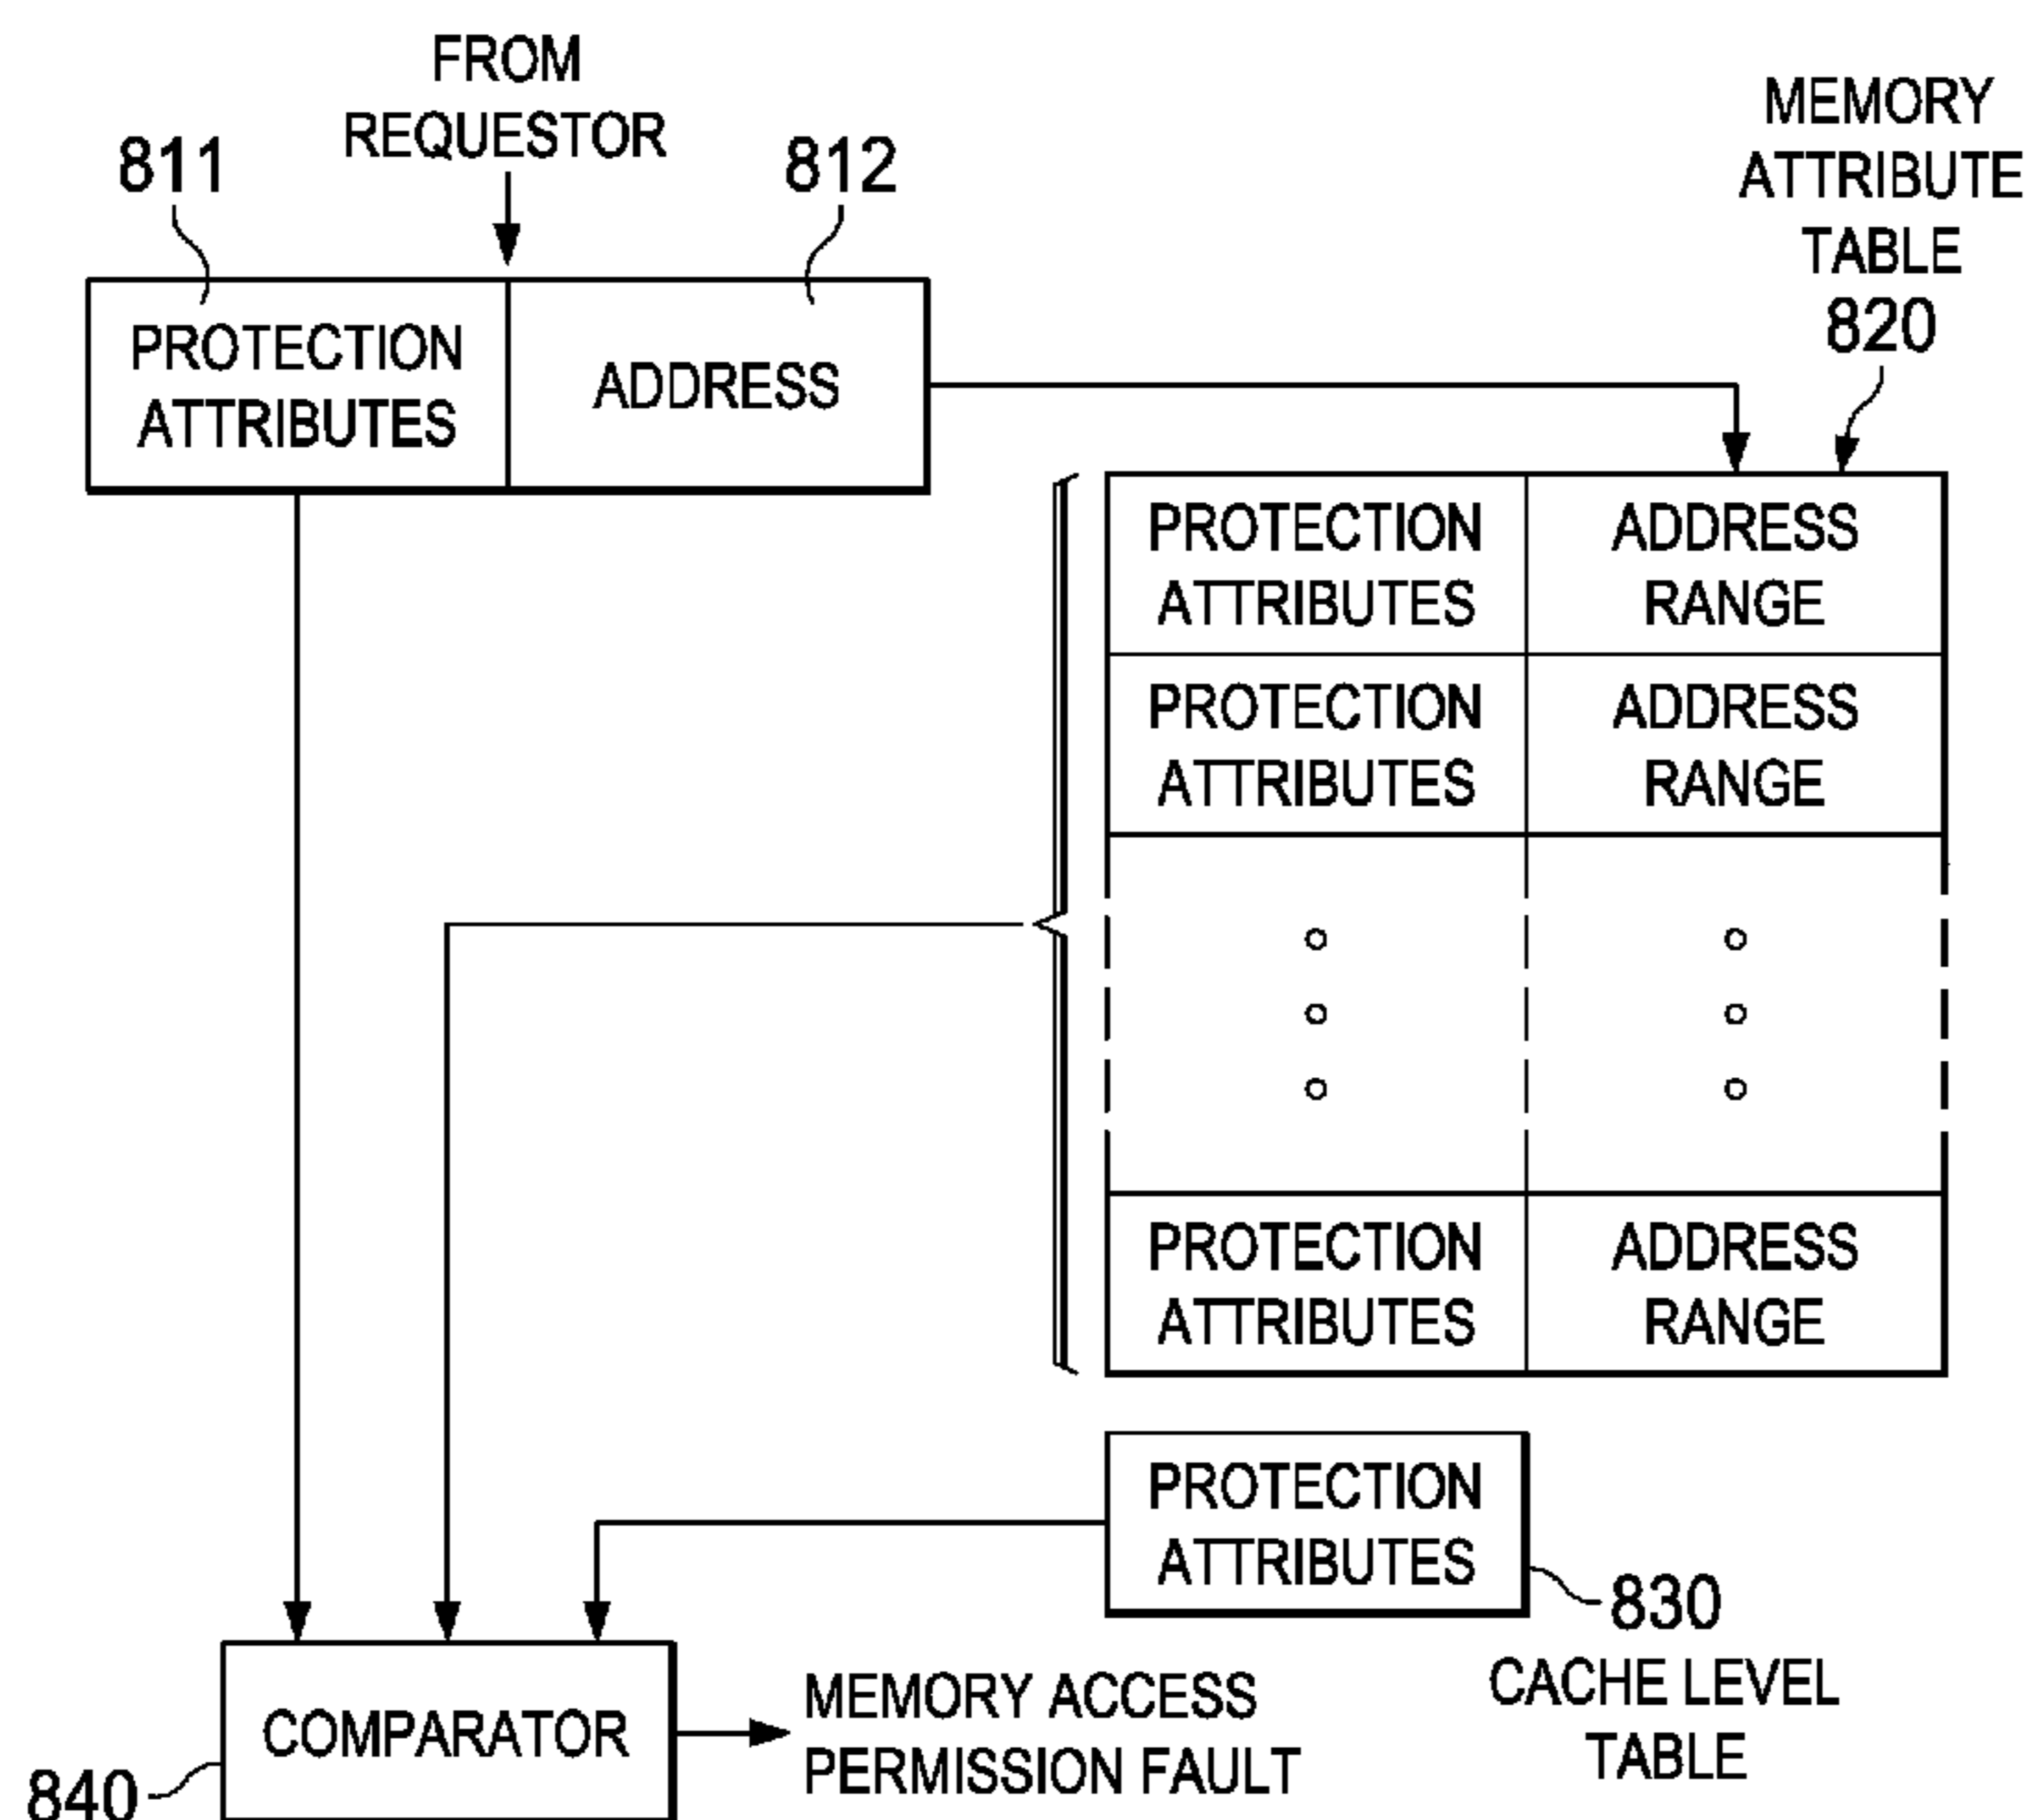 FROM
REQUESTOR
811
812
MEMORY
ATTRIBUTE
TABLE
820
PROTECTION
ATTRIBUTES
ADDRESS
PROTECTION
ATTRIBUTES
ADDRESS
RANGE
PROTECTION
ATTRIBUTES
ADDRESS
RANGE
PROTECTION
ATTRIBUTES
ADDRESS
RANGE
PROTECTION
ATTRIBUTES
830
CACHE LEVEL
TABLE
COMPARATOR
840
MEMORY ACCESS
PERMISSION FAULT